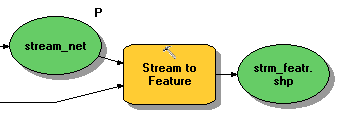 P
stream_net
Stream to
Feature
strm_featr.
shp